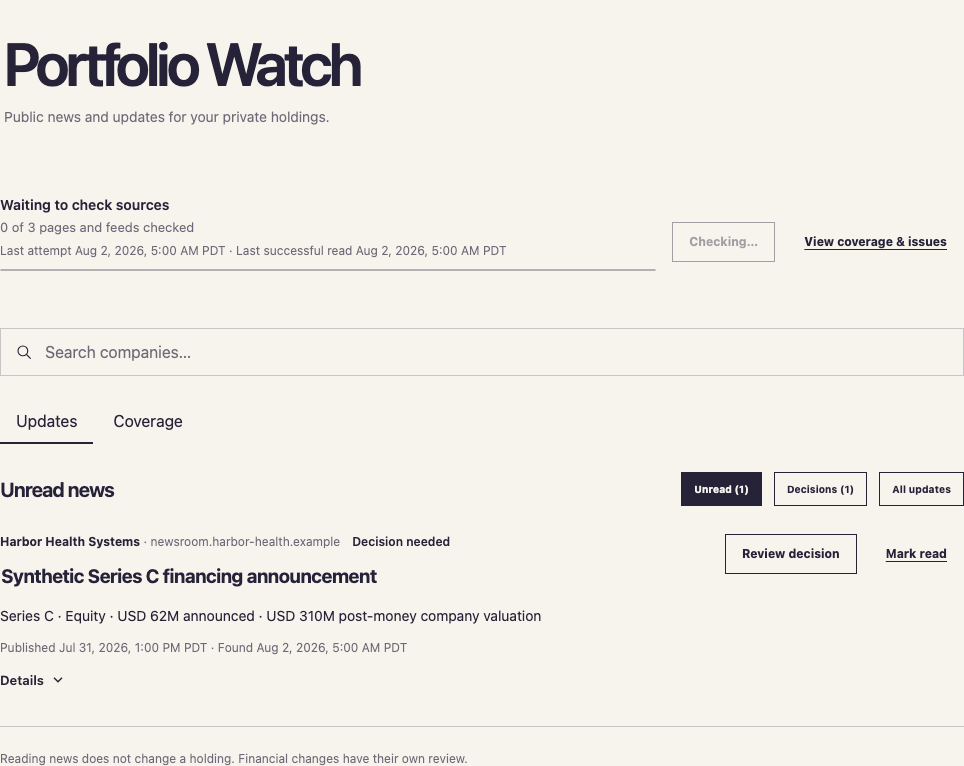 Portfolio Watch
Public news and updates for your private holdings.
Waiting to check sources
0 of 3 pages and feeds checked
Last attempt Aug 2, 2026, 5:00 AM PDT · Last successful read Aug 2, 2026, 5:00 AM PDT
Checking...
View coverage & issues
Search companies...
Updates
Coverage
Unread news
Unread (1)
Decisions (1)
All updates
Harbor Health Systems · newsroom.harbor-health.example Decision needed
Review decision
Mark read
Synthetic Series C financing announcement
Series C · Equity · USD 62M announced · USD 310M post-money company valuation
Published Jul 31, 2026, 1:00 PM PDT · Found Aug 2, 2026, 5:00 AM PDT
Details
Reading news does not change a holding. Financial changes have their own review.